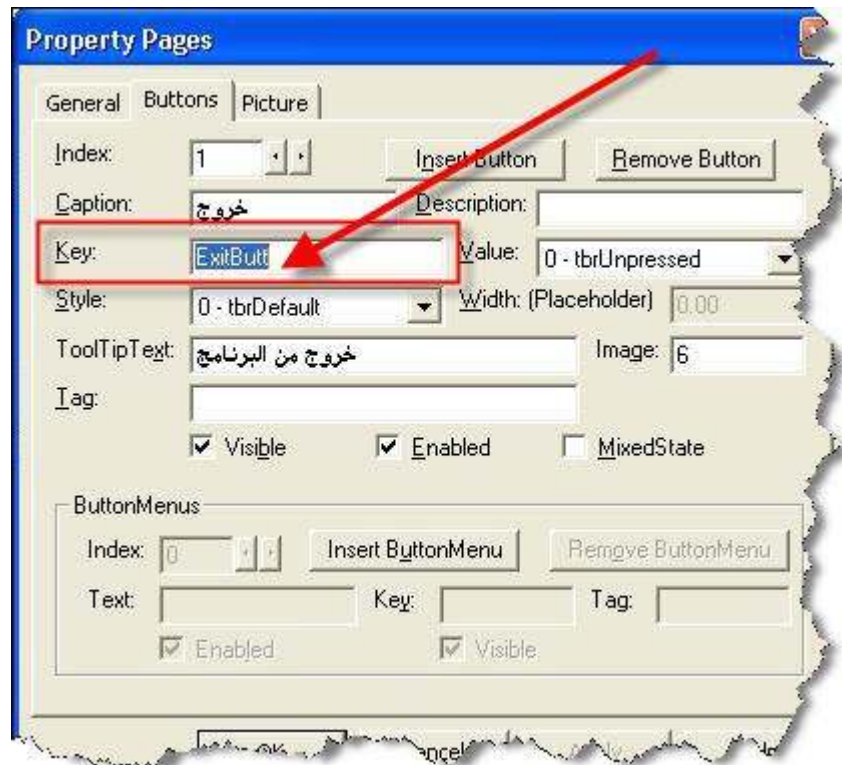 Property Pages
General Buttons Picture
Index: 1 Insert Button Remove Button
Caption: خروج Description:
Key: ExitButt Value: 0 - tbrUnpressed
Style: 0 - tbrDefault Width: (Placeholder) 0.00
ToolTipText: خروج من البرنامج Image: 6
Tag:
Visible Enabled MixedState
ButtonMenus
Index: 0 Insert ButtonMenu Remove ButtonMenu
Text: Key: Tag:
Enabled Visible
OK